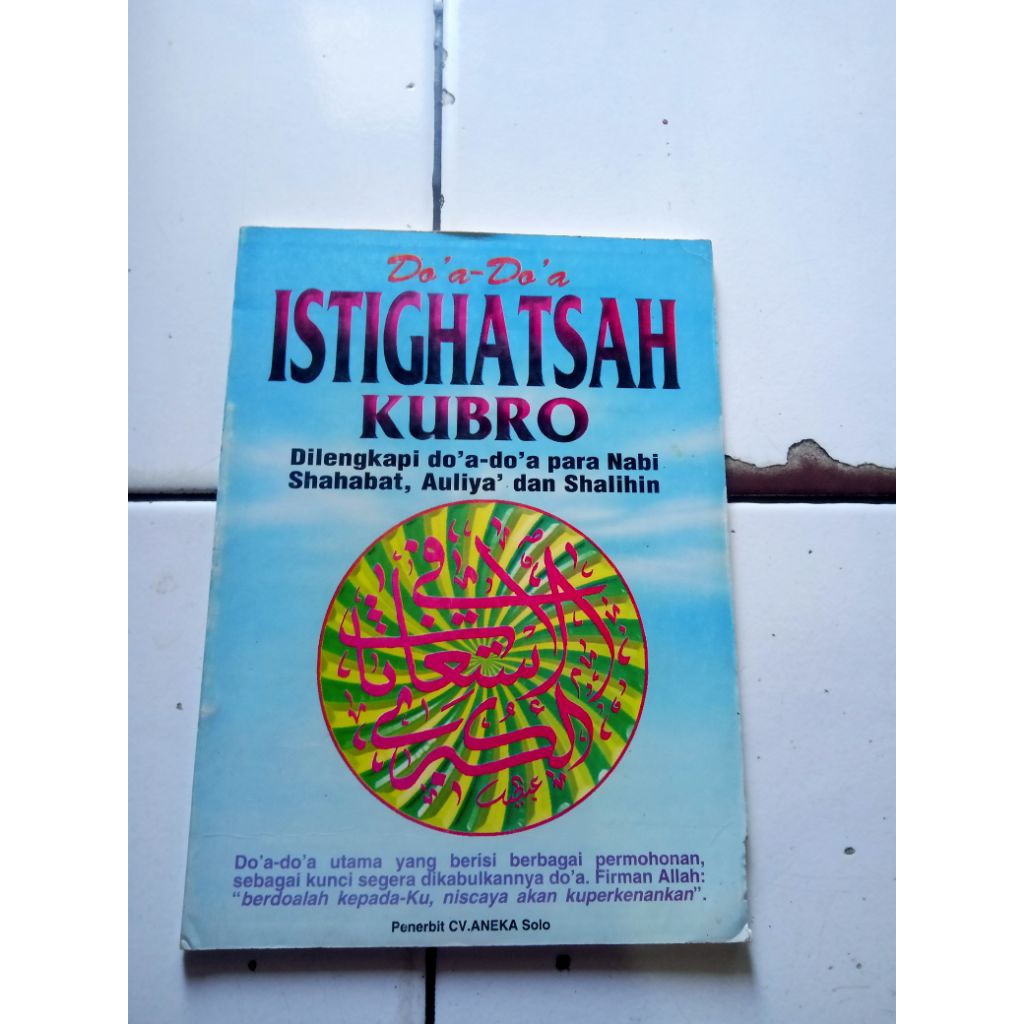 Do'a-Do'a
ISTIGHATSAH
KUBRO
Dilengkapi do'a-do'a para Nabi
Shahabat, Auliya' dan Shalihin
في
الكبرى
Do'a-do'a utama yang berisi berbagai permohonan,
sebagai kunci segera dikabulkannya do'a. Firman Allah:
"berdoalah kepada-Ku, niscaya akan kuperkenankan".
Penerbit CV.ANEKA Solo